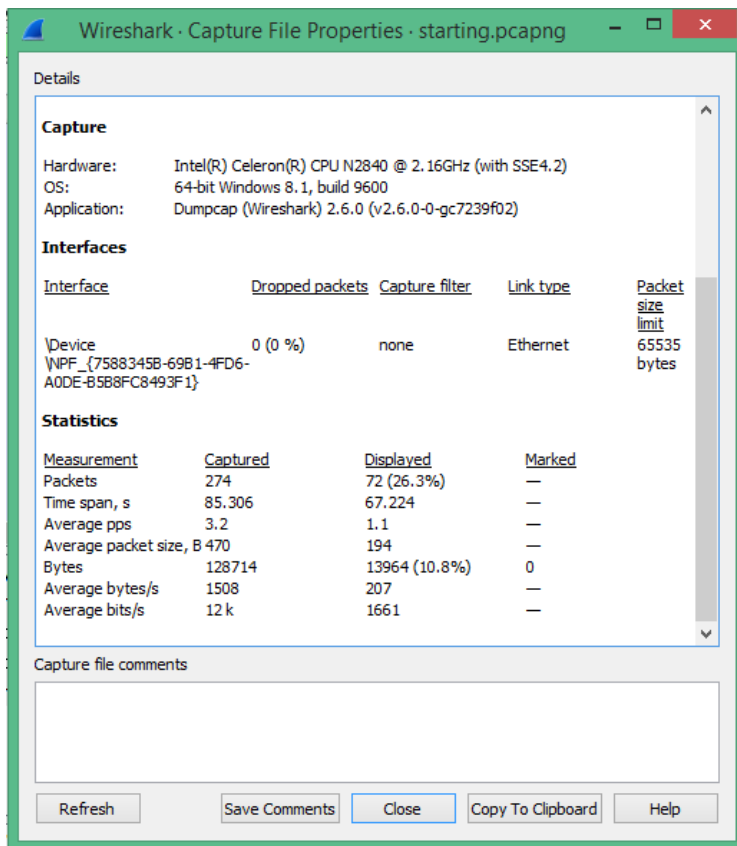 Wireshark · Capture File Properties · starting.pcapng
Details
Capture
Hardware: Intel(R) Celeron(R) CPU N2840 @ 2.16GHz (with SSE4.2)
OS: 64-bit Windows 8.1, build 9600
Application: Dumpcap (Wireshark) 2.6.0 (v2.6.0-0-gc7239f02)
Interfaces
Interface Dropped packets Capture filter Link type Packet
size
limit
\Device 0 (0 %) none Ethernet 65535
\NPF_{7588345B-69B1-4FD6- bytes
A0DE-B5B8FC8493F1}
Statistics
Measurement Captured Displayed Marked
Packets 274 72 (26.3%) —
Time span, s 85.306 67.224 —
Average pps 3.2 1.1 —
Average packet size, B 470 194 —
Bytes 128714 13964 (10.8%) 0
Average bytes/s 1508 207 —
Average bits/s 12 k 1661 —
Capture file comments
Refresh Save Comments Close Copy To Clipboard Help